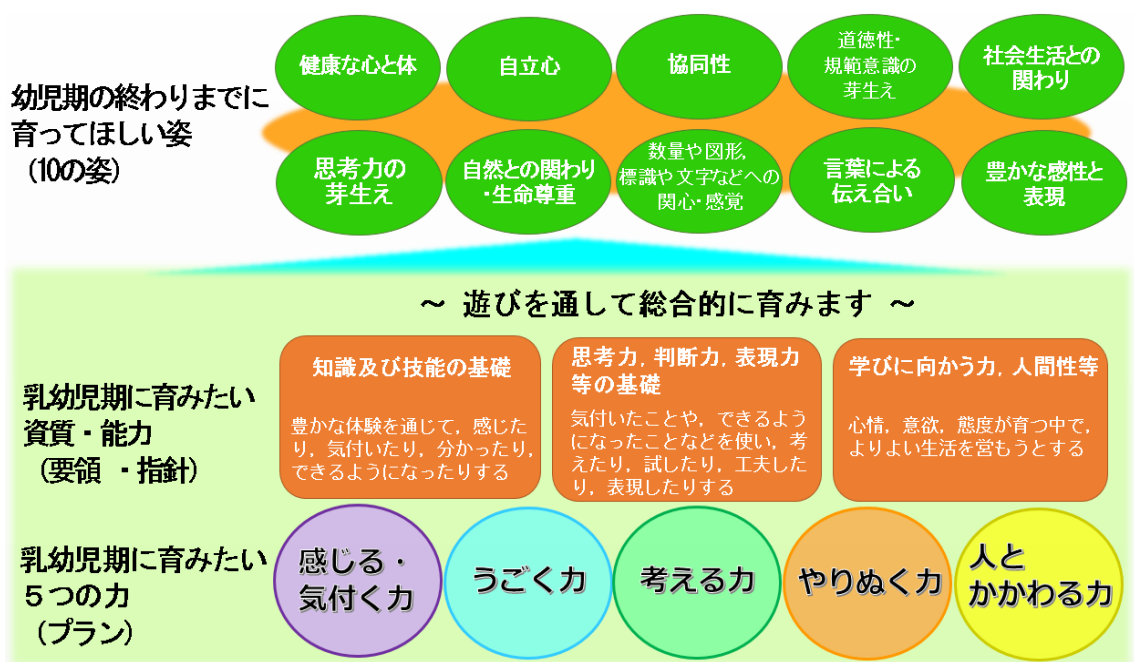 幼児期の終わりまでに
育ってほしい姿
（10の姿）
健康な心と体
自立心
協同性
道徳性・
規範意識の
芽生え
社会生活との
関わり
思考力の
芽生え
自然との関わり
・生命尊重
数量や図形，
標識や文字などへの
関心・感覚
言葉による
伝え合い
豊かな感性と
表現
～ 遊びを通して総合的に育みます ～
乳幼児期に育みたい
資質・能力
（要領 ・指針）
知識及び技能の基礎
豊かな体験を通じて，感じた
り，気付いたり，分かったり，
できるようになったりする
思考力，判断力，表現力
等の基礎
気付いたことや，できるよう
になったことなどを使い，考
えたり，試したり，工夫した
り，表現したりする
学びに向かう力，人間性等
心情，意欲，態度が育つ中で，
よりよい生活を営もうとする
乳幼児期に育みたい
５つの力
（プラン）
感じる・
気付く力
うごく力
考える力
やりぬく力
人と
かかわる力